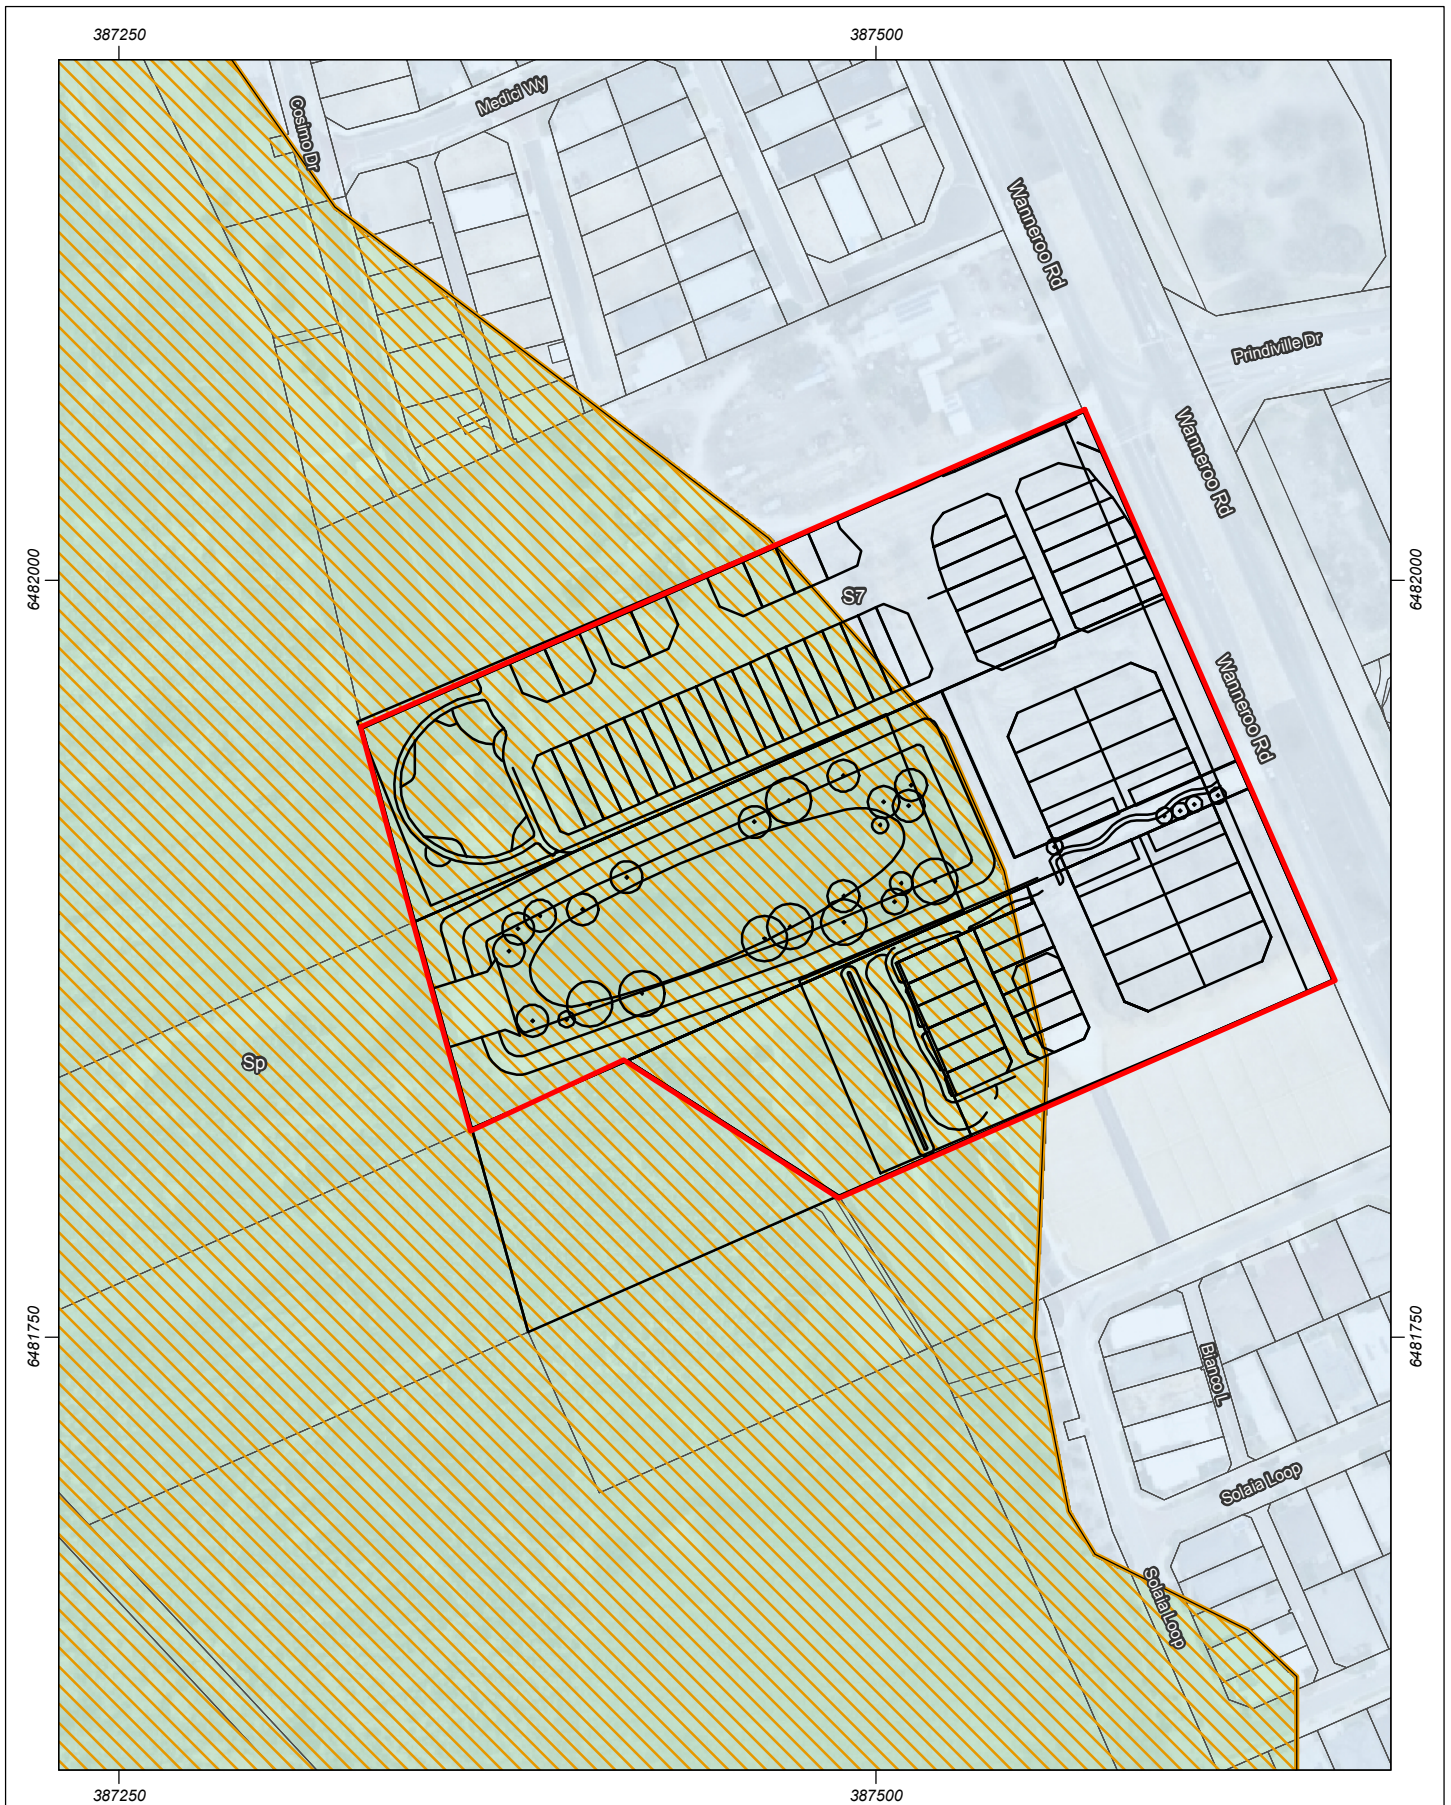 387250
387500
Cosimo Dr
Medici Wy
Wanneroo Rd
Prindiville Dr
Wanneroo Rd
6482000
6482000
S7
Wanneroo Rd
Sp
6481750
6481750
Bianco L
Solaia Loop
Solaia Loop
387250
387500